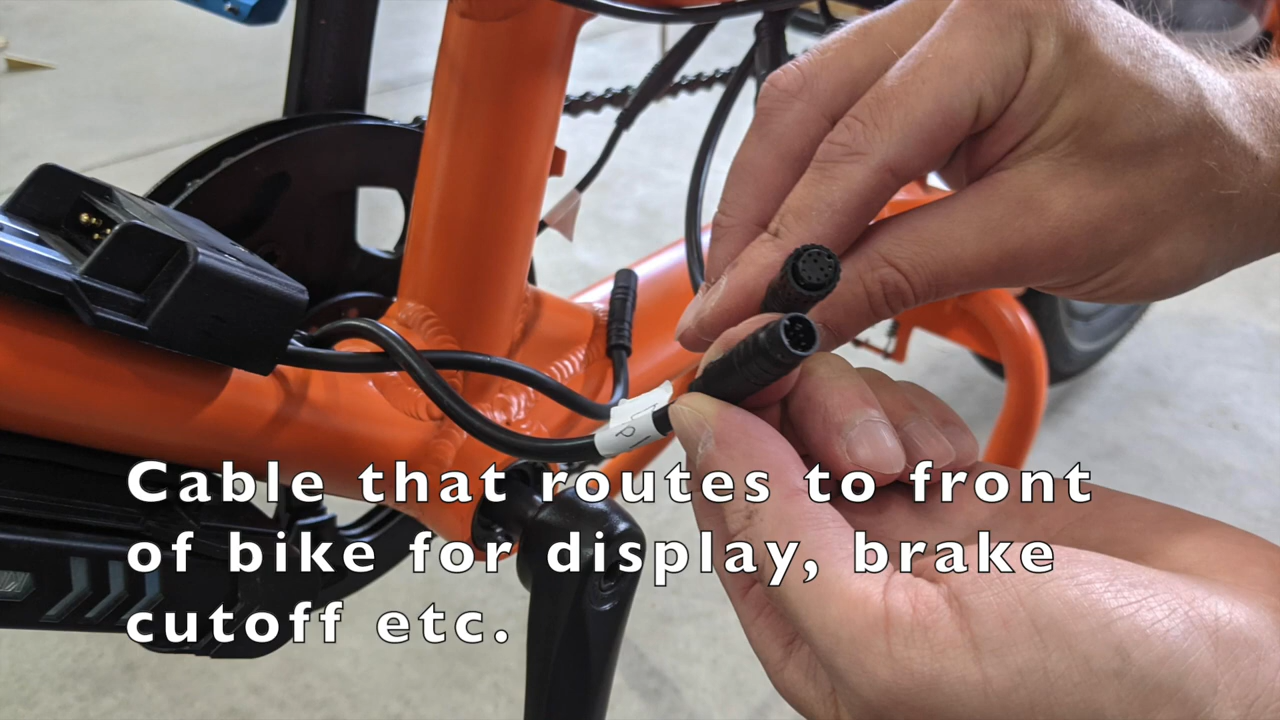 Cable that routes to front
of bike for display, brake
cutoff etc.